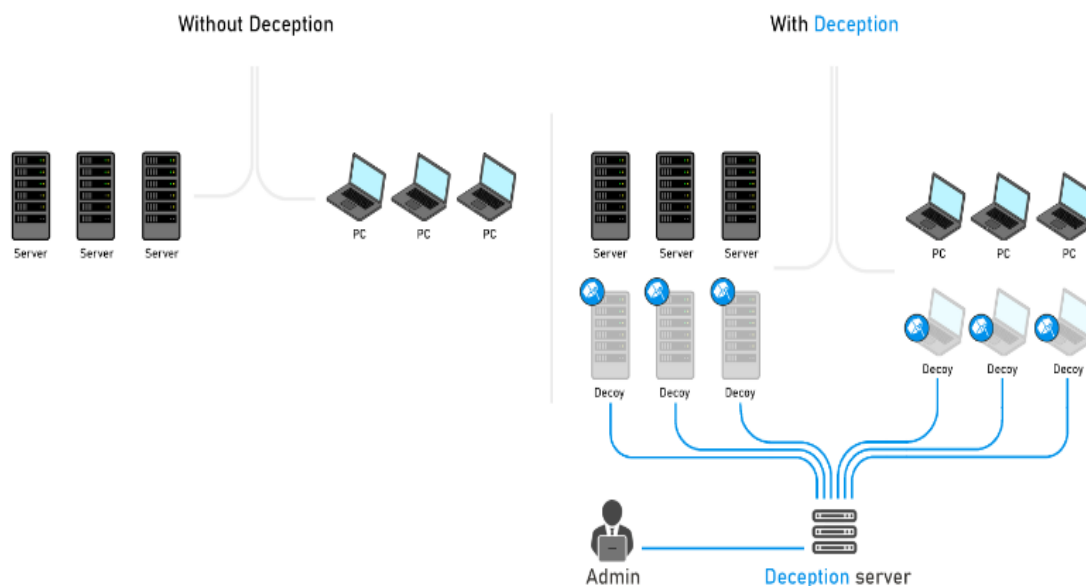 Without Deception
With Deception
Server Server Server
PC PC PC
Server Server Server
PC PC PC
Decoy Decoy Decoy
Decoy Decoy Decoy
Admin
Deception server